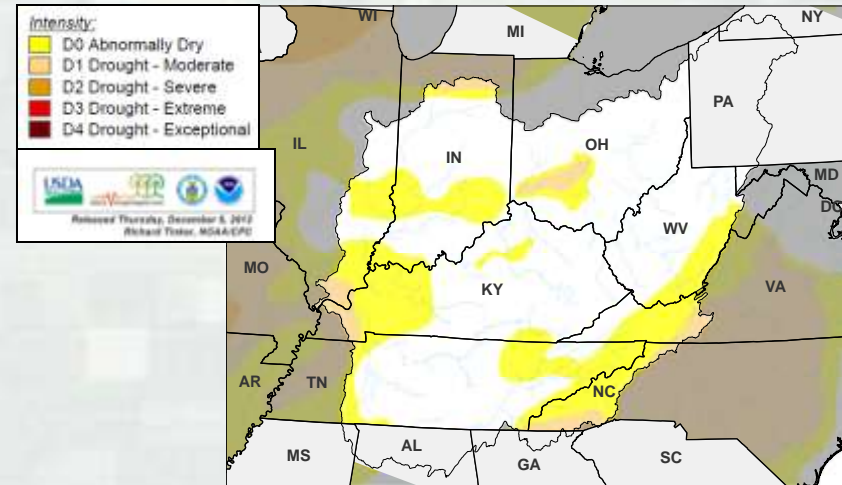 Intensity:
D0 Abnormally Dry
D1 Drought - Moderate
D2 Drought - Severe
D3 Drought - Extreme
D4 Drought - Exceptional
USDA
Released Thursday, December 6, 2012
Richard Tinker, NOAA/CPC
WI
MI
NY
PA
IL
IN
OH
MD
DC
WV
MO
KY
VA
AR
TN
NC
MS
AL
GA
SC